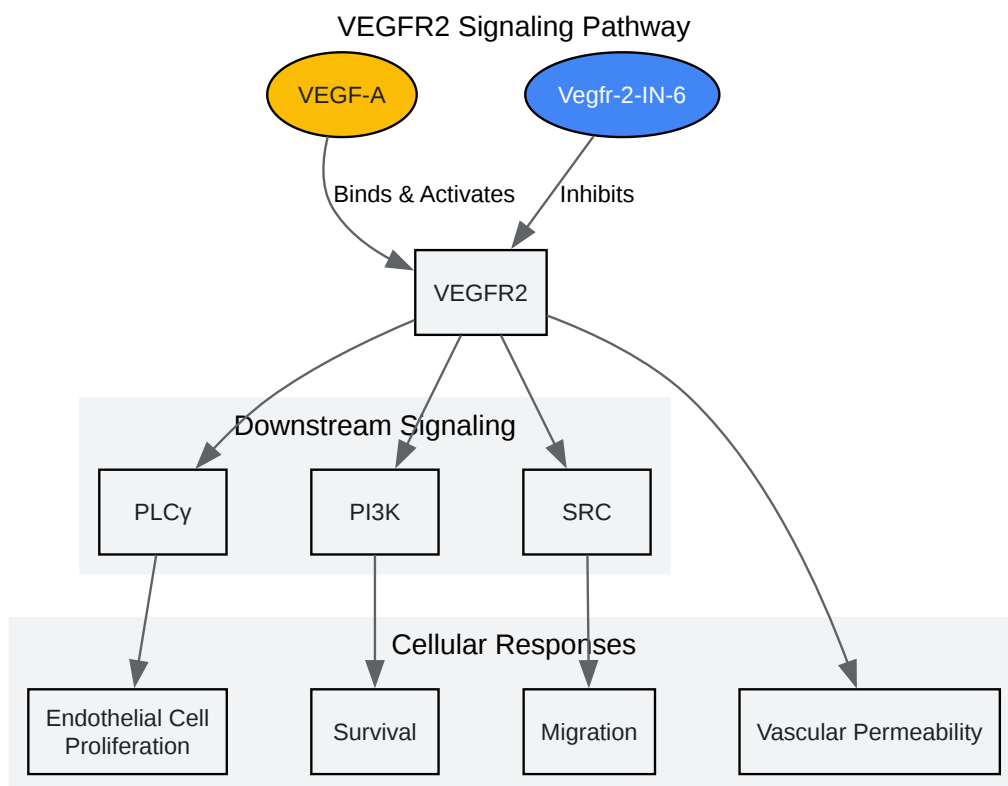 VEGFR2 Signaling Pathway
VEGF-A
Vegfr-2-IN-6
Binds & Activates
Inhibits
VEGFR2
Downstream Signaling
PLCγ
PI3K
SRC
Cellular Responses
Endothelial Cell
Proliferation
Survival
Migration
Vascular Permeability